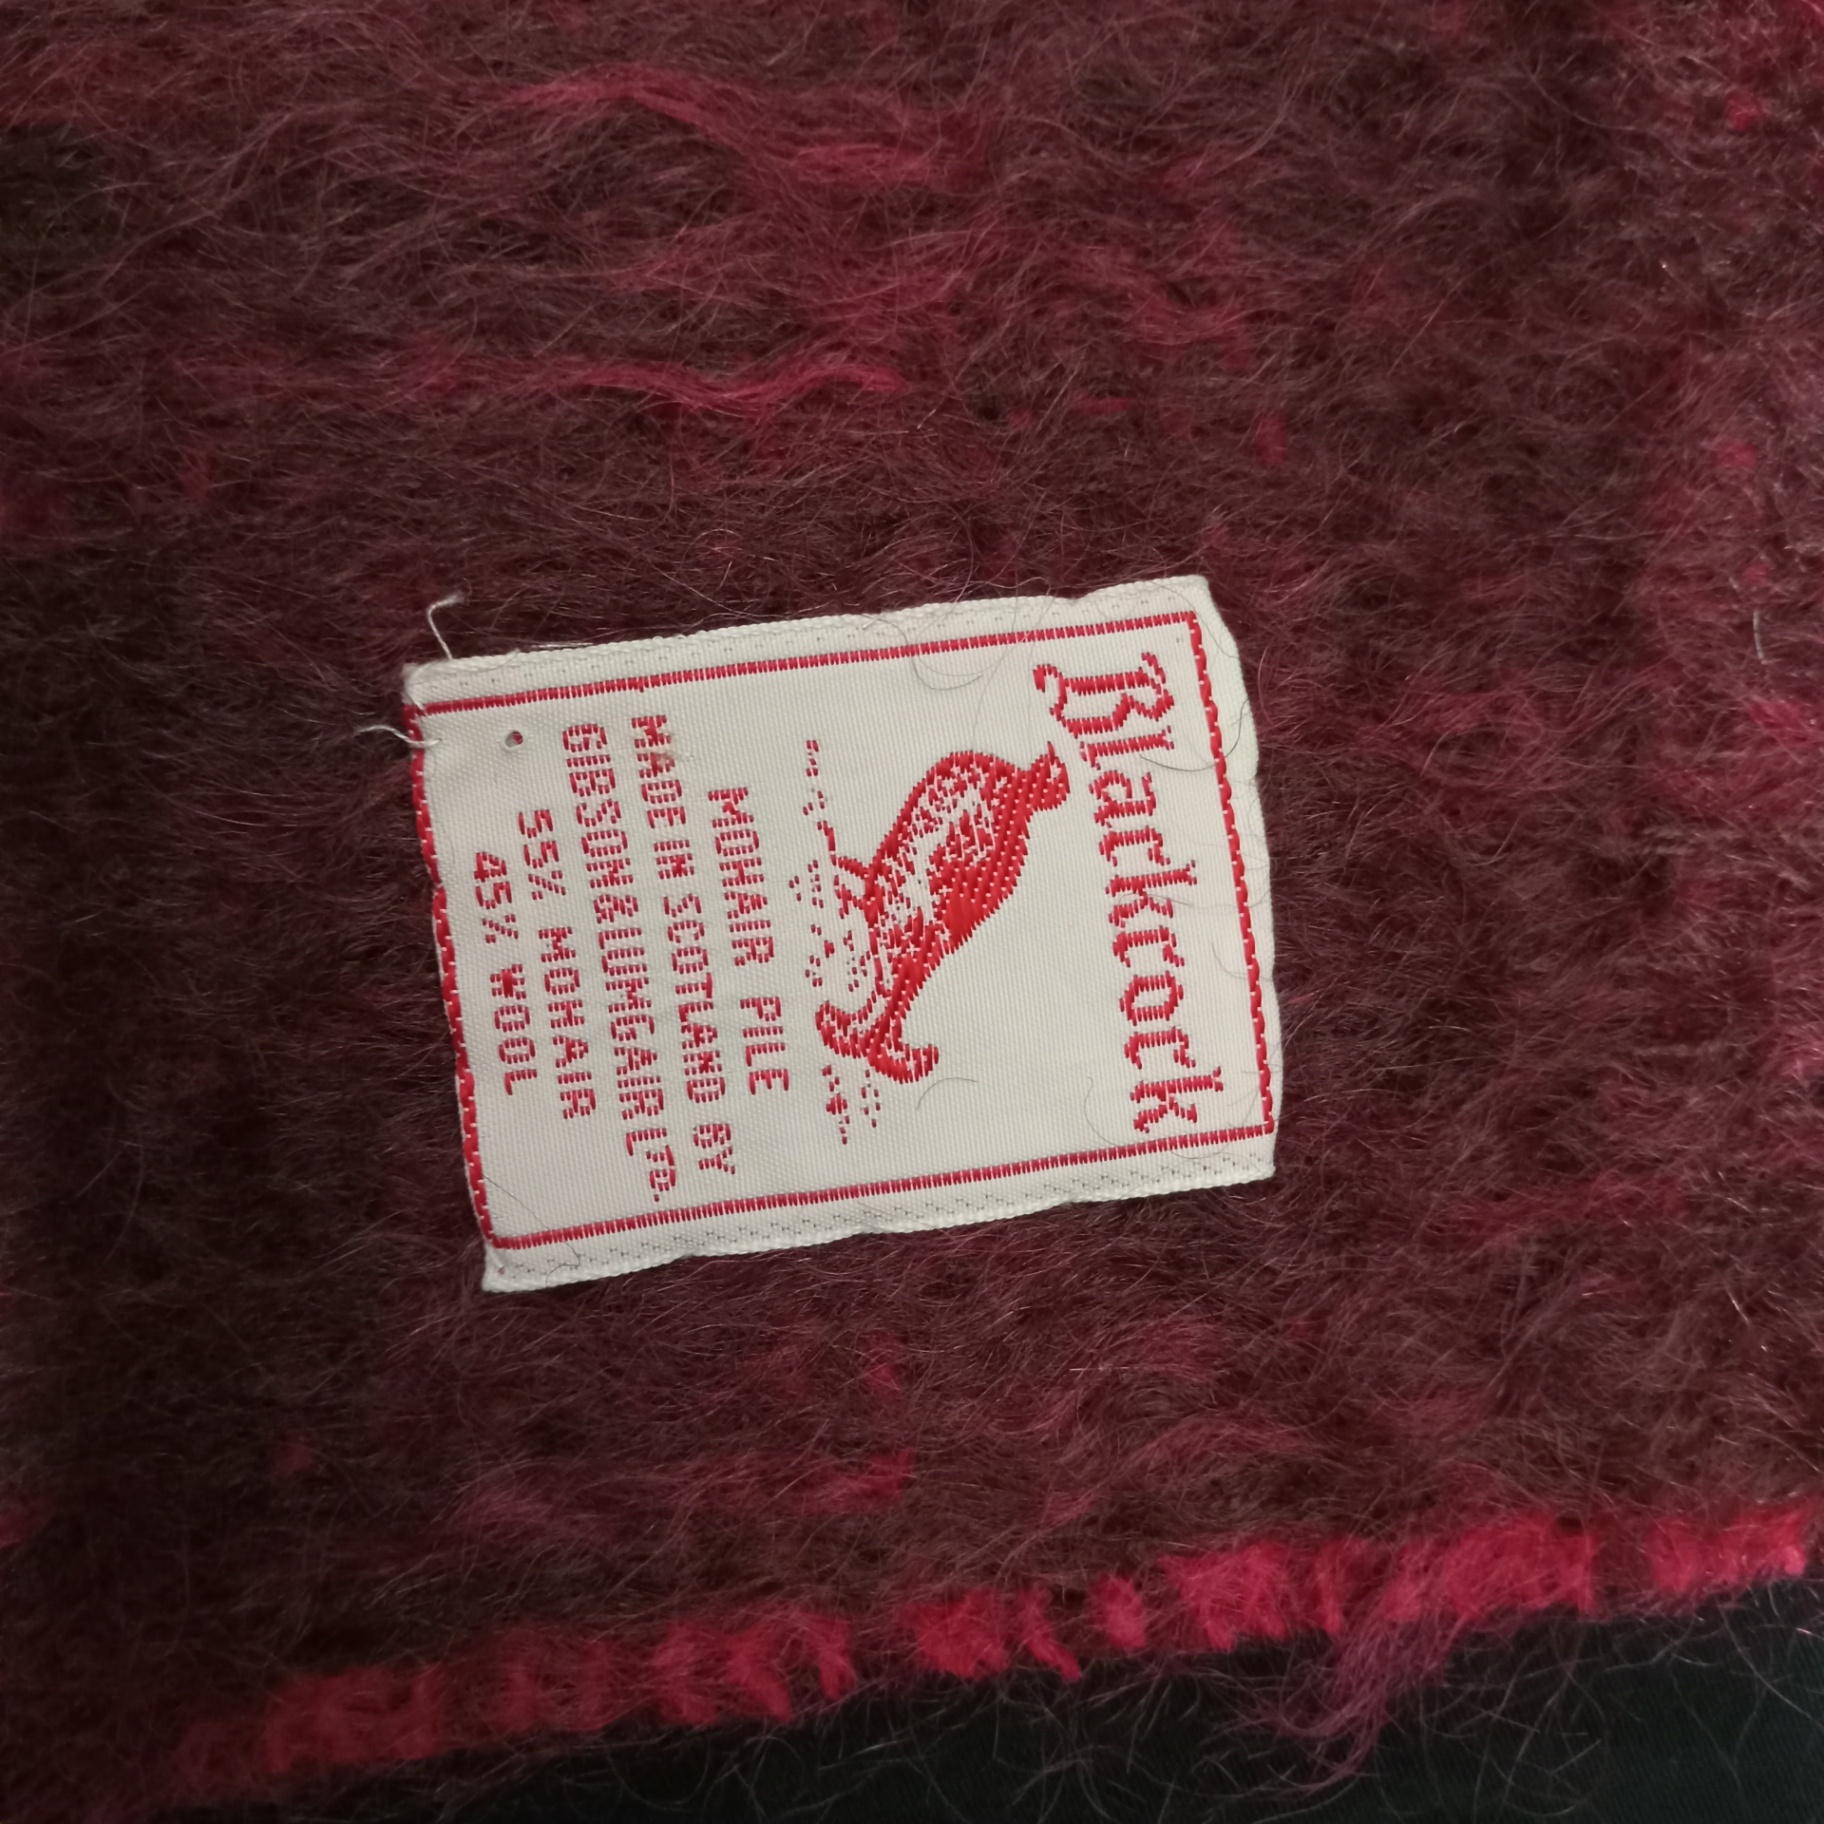 Blackcock
MOHAIR PILE
MADE IN SCOTLAND BY
GIBSON & LUMGAIR LTD.
55% MOHAIR
45% WOOL